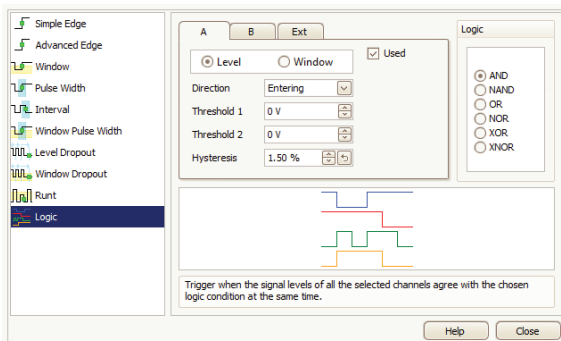 Simple Edge
Advanced Edge
Window
Pulse Width
Interval
Window Pulse Width
Level Dropout
Window Dropout
Runt
Logic
A B Ext
Level Window
Used
Direction Entering
Threshold 1 0 V
Threshold 2 0 V
Hysteresis 1.50 %
Logic
AND
NAND
OR
NOR
XOR
XNOR
Trigger when the signal levels of all the selected channels agree with the chosen
logic condition at the same time.
Help Close